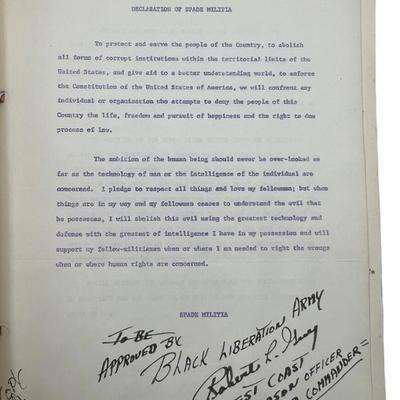 DECLARATION OF SPADE MILITIA
To protect and serve the people of the Country, to abolish
all forms of corrupt institutions within the territorial limits of the
United States, and give aid to a better understanding world, to enforce
the Constitution of the United States of America, we will confront any
individual or organization who attempts to deny the people of this
Country the life, freedom and pursuit of happiness and the right to due
process of law.
The ambition of the human being should never be over-looked as
far as the technology of man or the intelligence of the individual are
concerned. I pledge to respect all things and love my fellowman; but when
things are in my way and my fellowman ceases to understand the evil that
he possesses, I will abolish this evil using the greatest technology and
defense with the greatest of intelligence I have in my possession and will
support my fellow-militiamen when or where I am needed to right the wrongs
when or where human rights are concerned.
SPADE MILITIA
TO BE
APPROVED BY BLACK LIBERATION ARMY
Robert L.
WEST COAST
OFFICER
COMMANDER
COPY